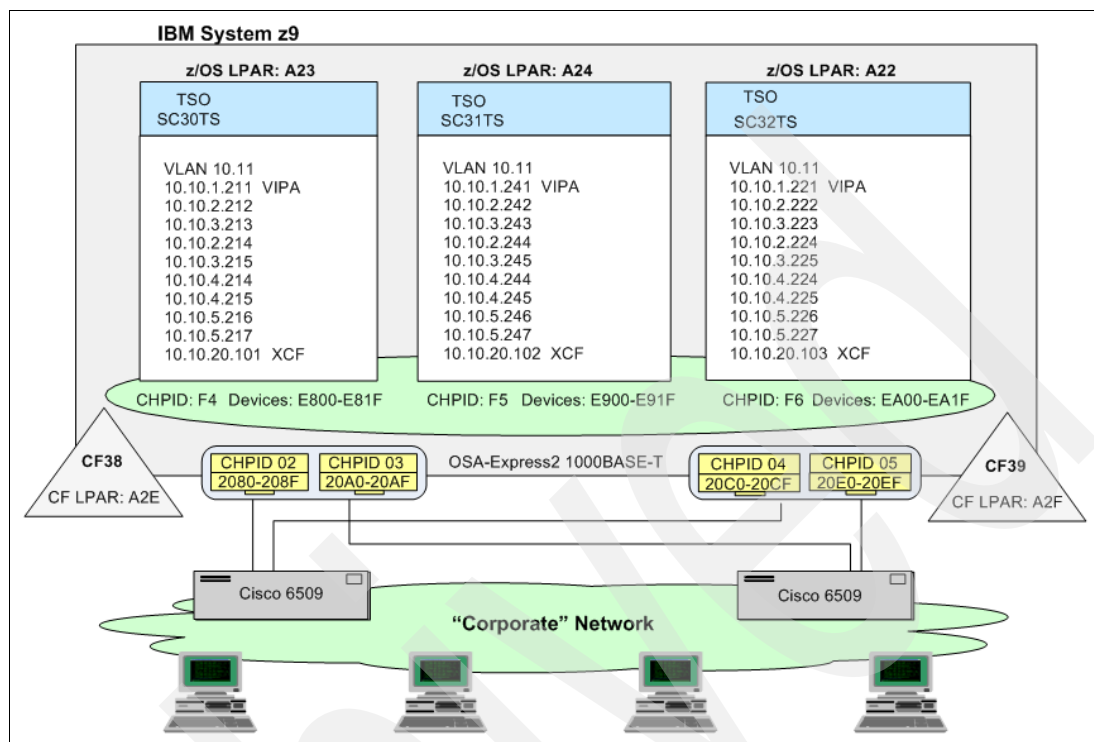 IBM System z9
z/OS LPAR: A23
TSO
SC30TS
VLAN 10.11
10.10.1.211 VIPA
10.10.2.212
10.10.3.213
10.10.2.214
10.10.3.215
10.10.4.214
10.10.4.215
10.10.5.216
10.10.5.217
10.10.20.101 XCF
z/OS LPAR: A24
TSO
SC31TS
VLAN 10.11
10.10.1.241 VIPA
10.10.2.242
10.10.3.243
10.10.2.244
10.10.3.245
10.10.4.244
10.10.4.245
10.10.5.246
10.10.5.247
10.10.20.102 XCF
z/OS LPAR: A22
TSO
SC32TS
VLAN 10.11
10.10.1.221 VIPA
10.10.2.222
10.10.3.223
10.10.2.224
10.10.3.225
10.10.4.224
10.10.4.225
10.10.5.226
10.10.5.227
10.10.20.103 XCF
CHPID: F4 Devices: E800-E81F
CHPID: F5 Devices: E900-E91F
CHPID: F6 Devices: EA00-EA1F
CF38
CF LPAR: A2E
CHPID 02
2080-208F
CHPID 03
20A0-20AF
OSA-Express2 1000BASE-T
CHPID 04
20C0-20CF
CHPID 05
20E0-20EF
CF39
CF LPAR: A2F
Cisco 6509
Cisco 6509
“Corporate” Network